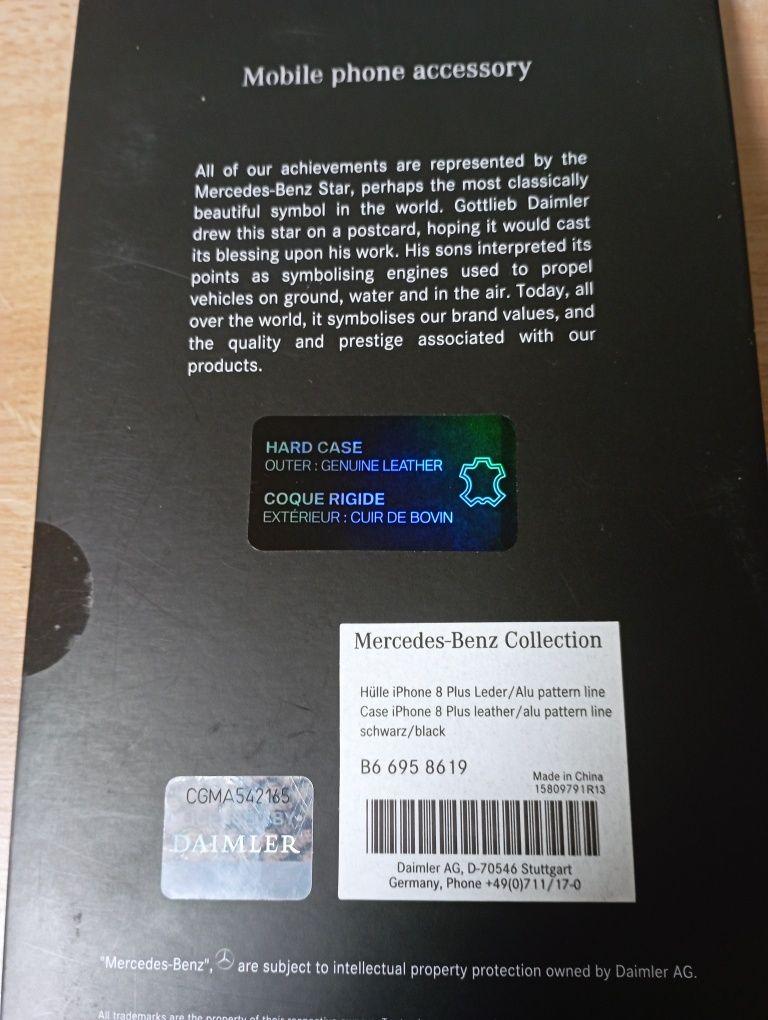 Mobile phone accessory
All of our achievements are represented by the
Mercedes-Benz Star, perhaps the most classically
beautiful symbol in the world. Gottlieb Daimler
drew this star on a postcard, hoping it would cast
its blessing upon his work. His sons interpreted its
points as symbolising engines used to propel
vehicles on ground, water and in the air. Today, all
over the world, it symbolises our brand values, and
the quality and prestige associated with our
products.
HARD CASE
OUTER : GENUINE LEATHER
COQUE RIGIDE
EXTÉRIEUR : CUIR DE BOVIN
Mercedes-Benz Collection
Hülle iPhone 8 Plus Leder/Alu pattern line
Case iPhone 8 Plus leather/alu pattern line
schwarz/black
B6 695 8619
Made in China
15809791R13
Daimler AG, D-70546 Stuttgart
Germany, Phone +49(0)711/17-0
CGMA542165
BY
DAIMLER
"Mercedes-Benz", are subject to intellectual property protection owned by Daimler AG.
All trademarks are the property of their